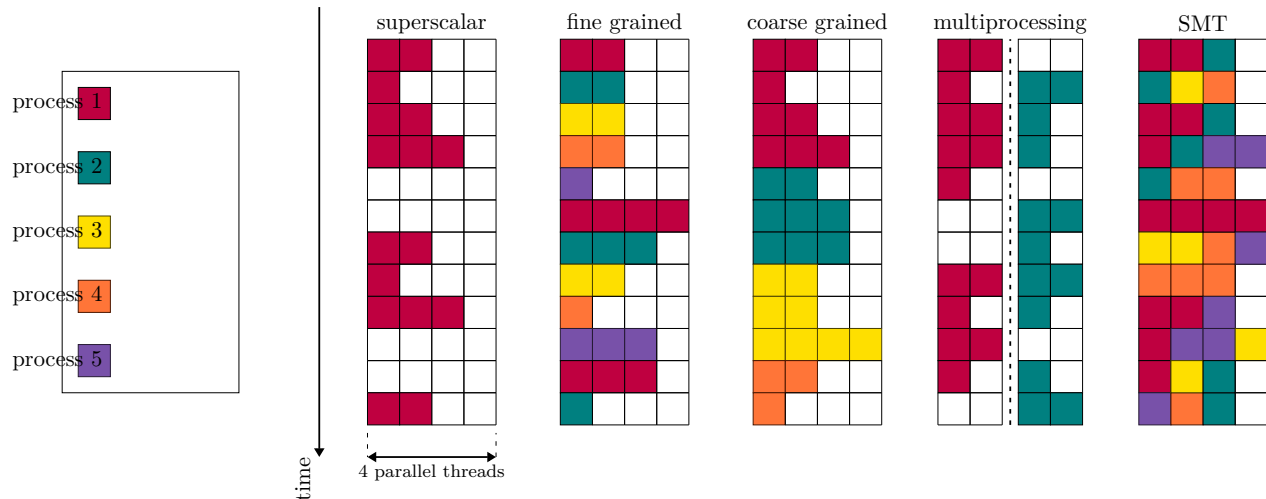 superscalar
fine grained
coarse grained
multiprocessing
SMT
process 1
process 2
process 3
process 4
process 5
4 parallel threads
time